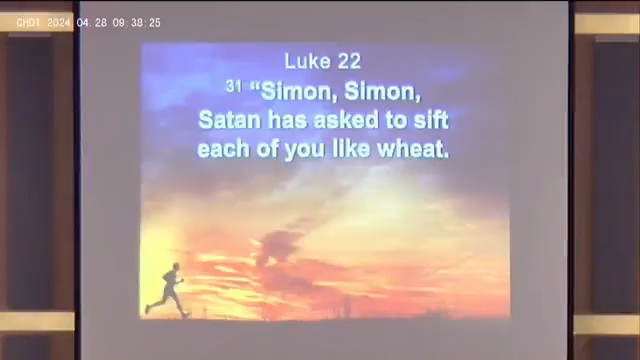 CH01 2024.04.28 09:38:25
Luke 22
31 “Simon, Simon,
Satan has asked to sift
each of you like wheat.